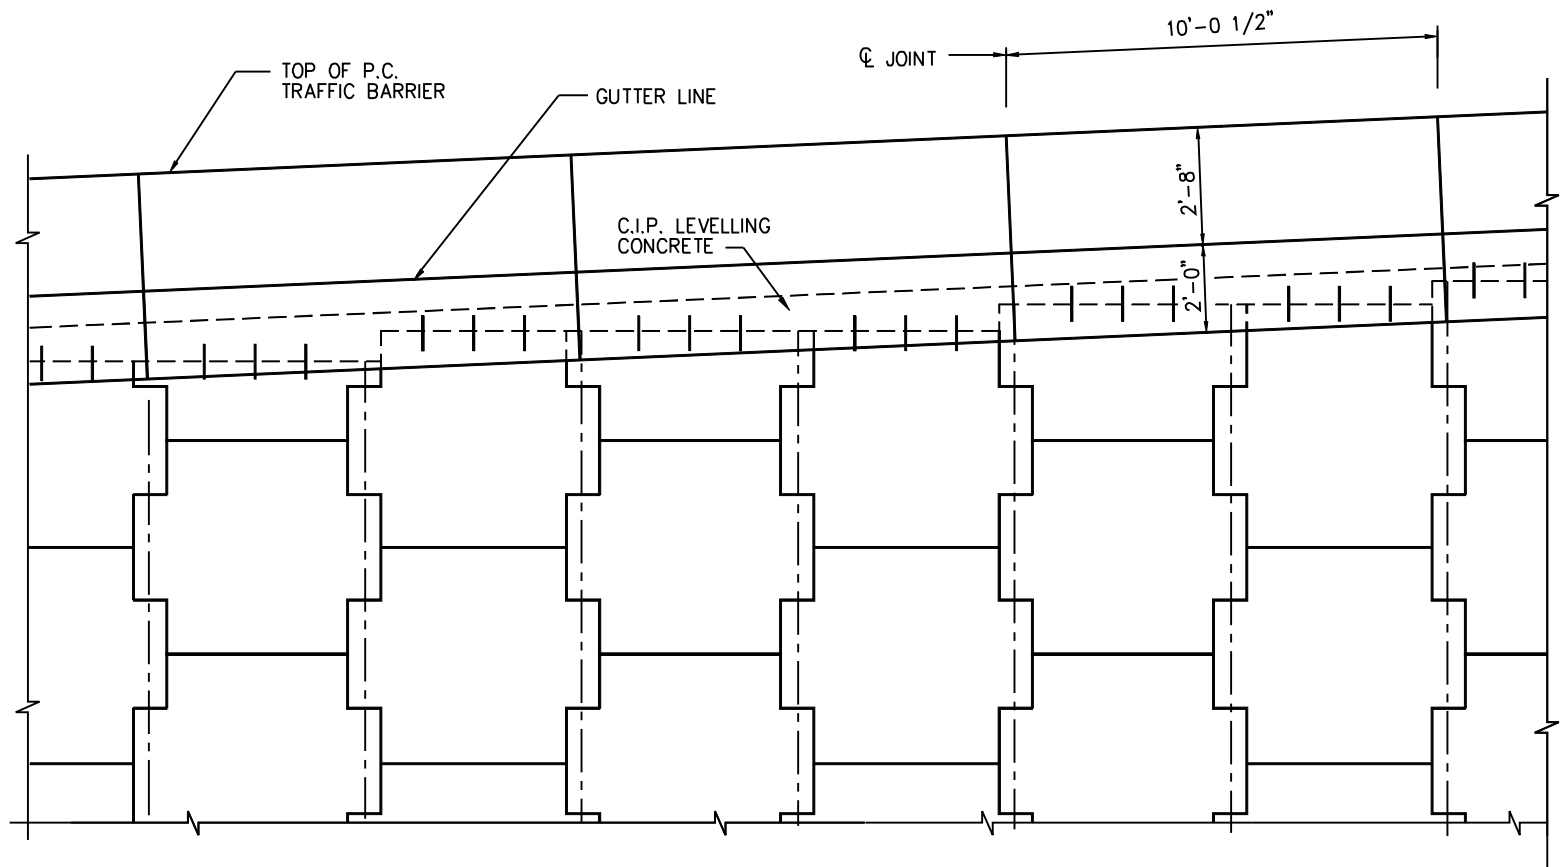 10'-0 1/2"
℄ JOINT
TOP OF P.C.
TRAFFIC BARRIER
GUTTER LINE
2'-8"
C.I.P. LEVELLING
CONCRETE
2'-0"